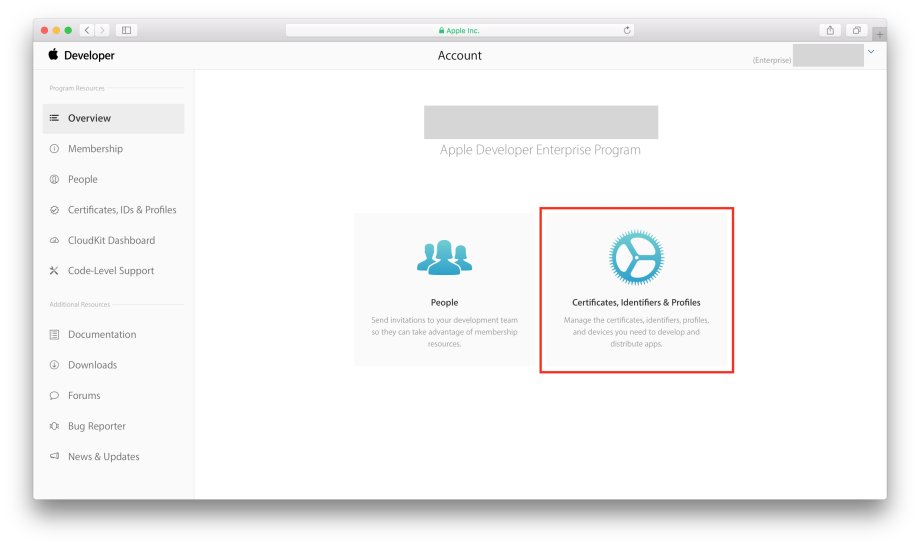 Apple Inc.
Developer
Account
(Enterprise)
Program Resources
Overview
Membership
People
Certificates, IDs & Profiles
CloudKit Dashboard
Code-Level Support
Additional Resources
Documentation
Downloads
Forums
Bug Reporter
News & Updates
Apple Developer Enterprise Program
People
Send invitations to your development team
so they can take advantage of membership
resources.
Certificates, Identifiers & Profiles
Manage the certificates, identifiers, profiles,
and devices you need to develop and
distribute apps.